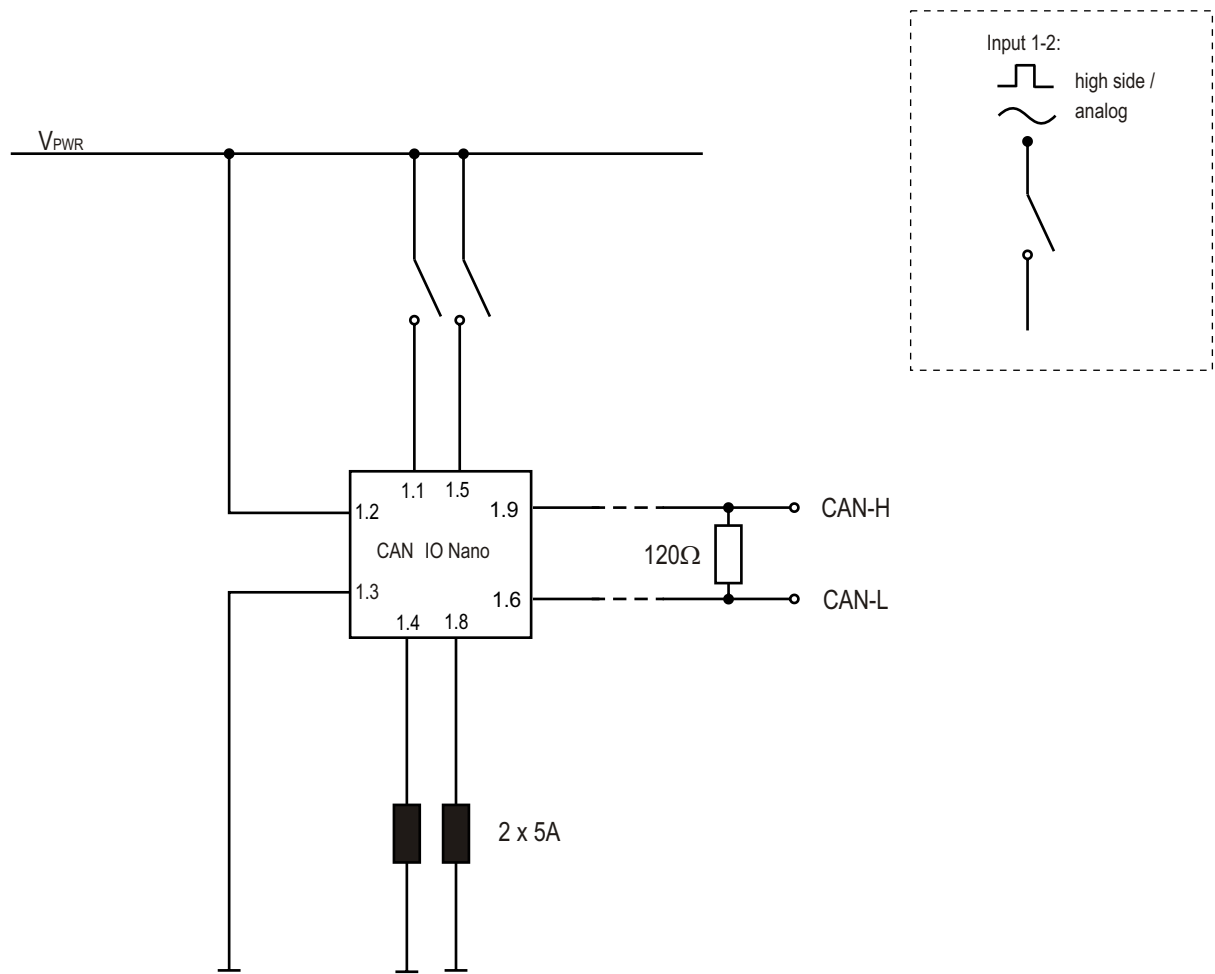 Input 1-2:
high side /
analog
VPWR
1.1 1.5
1.2
1.9
CAN IO Nano
1.3
1.6
1.4 1.8
CAN-H
120Ω
CAN-L
2 x 5A